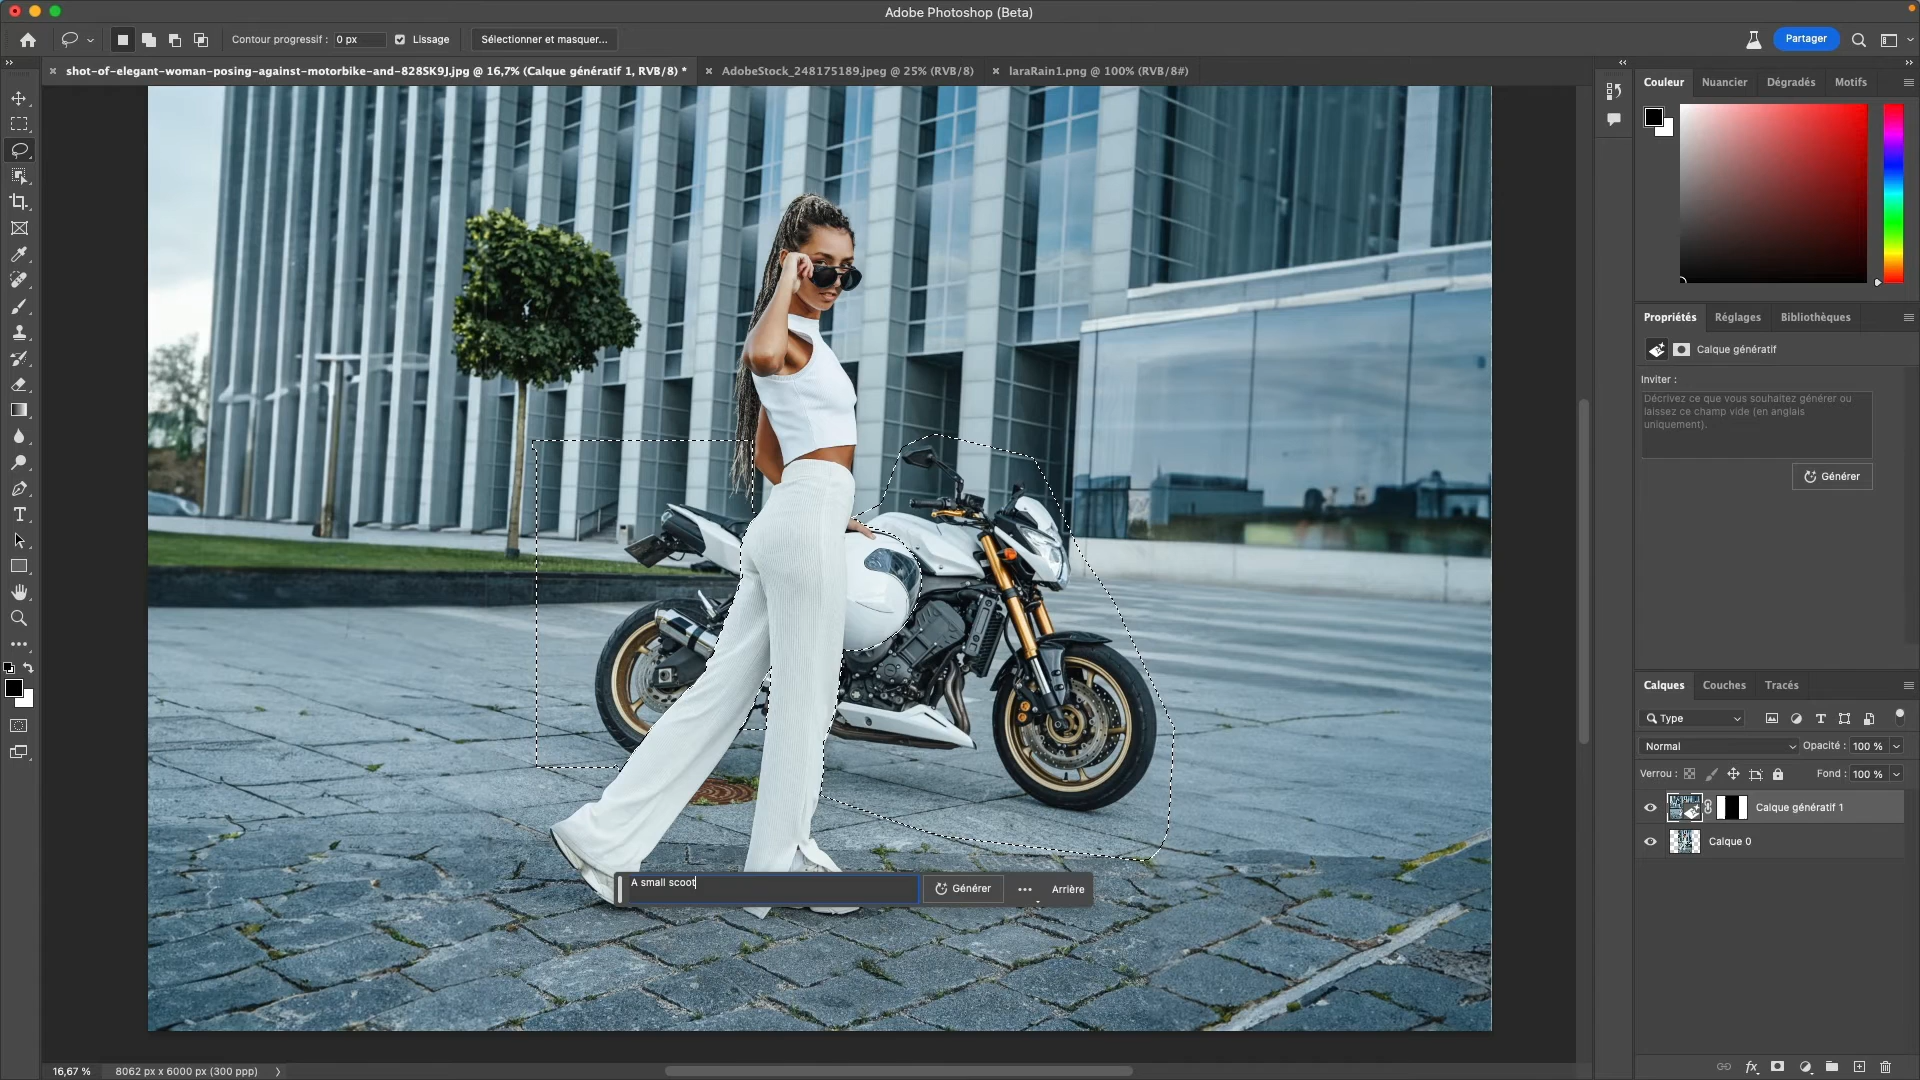 Adobe Photoshop (Beta)
Contour progressif : 0 px Lissage Sélectionner et masquer... Partager
shot-of-elegant-woman-posing-against-motorbike-and-828SK9J.jpg @ 16,7% (Calque génératif 1, RVB/8) * AdobeStock_248175189.jpeg @ 25% (RVB/8) laraRain1.png @ 100% (RVB/8#)
Couleur Nuancier Dégradés Motifs
Propriétés Réglages Bibliothèques
Calque génératif
Inviter :
Décrivez ce que vous souhaitez générer ou
laissez ce champ vide (en anglais
uniquement).
Générer
Calques Couches Tracés
Type
Normal Opacité : 100 %
Verrou : Fond : 100 %
Calque génératif 1
Calque 0
A small scoot Générer Arrière
16,67 % 8062 px x 6000 px (300 ppp)